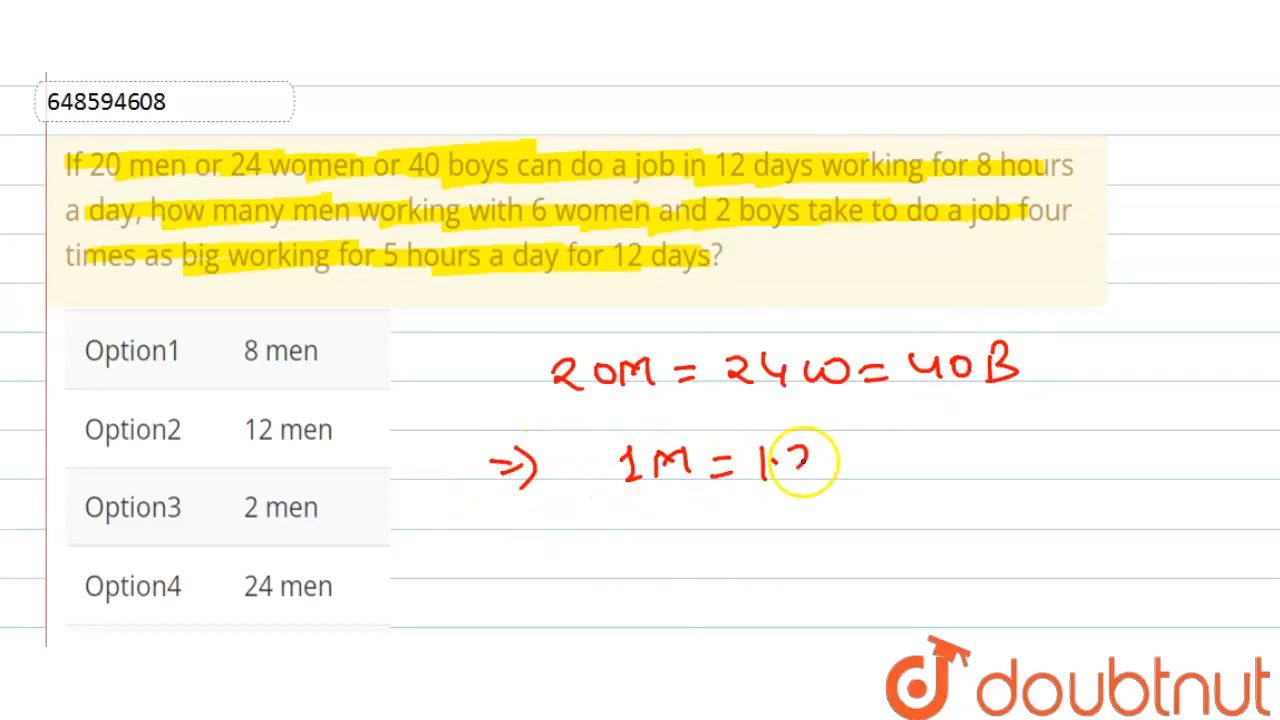 648594608
If 20 men or 24 women or 40 boys can do a job in 12 days working for 8 hours
a day, how many men working with 6 women and 2 boys take to do a job four
times as big working for 5 hours a day for 12 days?
Option1 8 men
Option2 12 men
Option3 2 men
Option4 24 men
20M = 24W = 40B
⇒ 1M = 1.2
doubtnut